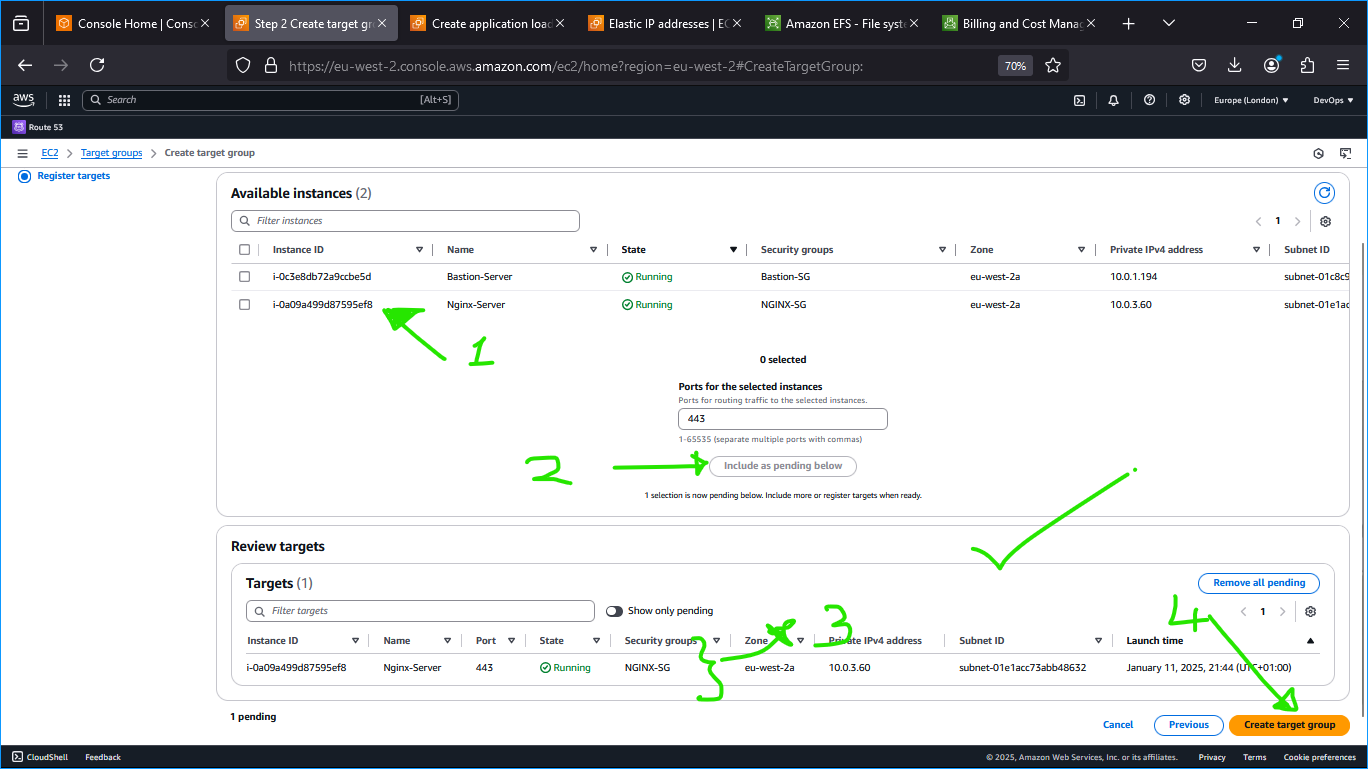 Console Home | Consc
Step 2 Create target gro
Create application load
Elastic IP addresses | EC
Amazon EFS - File syste
Billing and Cost Manag
https://eu-west-2.console.aws.amazon.com/ec2/home?region=eu-west-2#CreateTargetGroup:
70%
aws
Search
[Alt+S]
Europe (London)
DevOps
Route 53
EC2
Target groups
Create target group
Register targets
Available instances (2)
Filter instances
1
Instance ID
Name
State
Security groups
Zone
Private IPv4 address
Subnet ID
i-0c3e8db72a9ccbe5d
Bastion-Server
Running
Bastion-SG
eu-west-2a
10.0.1.194
subnet-01c8c9
i-0a09a499d87595ef8
Nginx-Server
Running
NGINX-SG
eu-west-2a
10.0.3.60
subnet-01e1ac
1
0 selected
Ports for the selected instances
Ports for routing traffic to the selected instances.
443
1-65535 (separate multiple ports with commas)
2
Include as pending below
1 selection is now pending below. Include more or register targets when ready.
Review targets
Targets (1)
Remove all pending
Filter targets
Show only pending
1
3
4
Instance ID
Name
Port
State
Security groups
Zone
Private IPv4 address
Subnet ID
Launch time
i-0a09a499d87595ef8
Nginx-Server
443
Running
NGINX-SG
eu-west-2a
10.0.3.60
subnet-01e1acc73abb48632
January 11, 2025, 21:44 (UTC+01:00)
1 pending
Cancel
Previous
Create target group
CloudShell
Feedback
© 2025, Amazon Web Services, Inc. or its affiliates.
Privacy
Terms
Cookie preferences